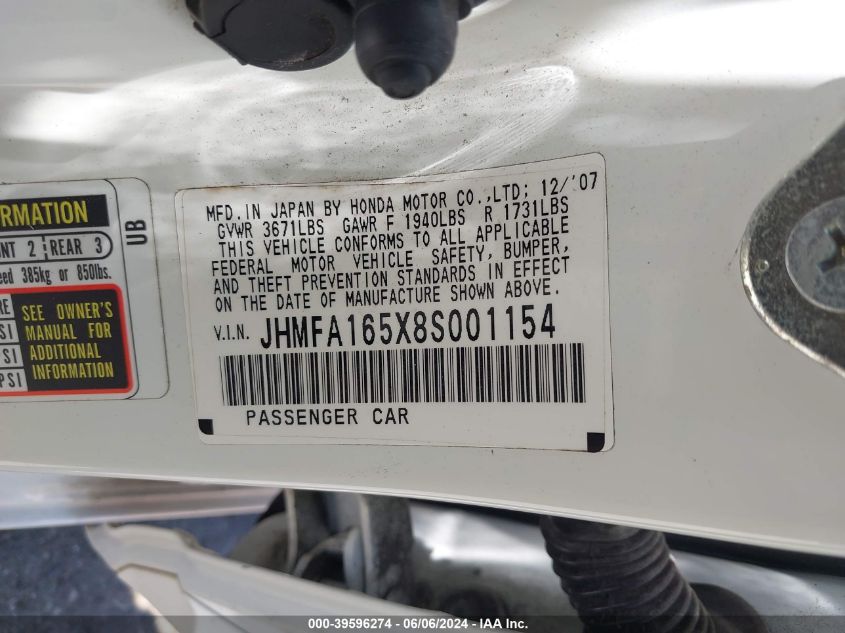 MFD.IN JAPAN BY HONDA MOTOR CO.,LTD: 12/'07
GVWR 3671LBS GAWR F 1940LBS R 1731LBS
THIS VEHICLE CONFORMS TO ALL APPLICABLE
FEDERAL MOTOR VEHICLE SAFETY, BUMPER,
AND THEFT PREVENTION STANDARDS IN EFFECT
ON THE DATE OF MANUFACTURE SHOWN ABOVE.
V.I.N. JHMFA165X8S001154
PASSENGER CAR
2 REAR 3
385kg or 850lbs.
SEE OWNER'S
MANUAL FOR
ADDITIONAL
INFORMATION
UB
000-39596274 - 06/06/2024 - IAA Inc.